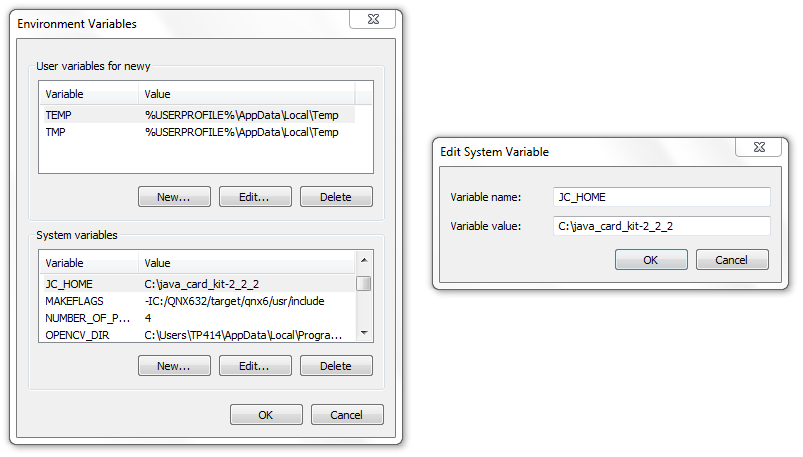 Environment Variables
User variables for newy
Variable Value
TEMP %USERPROFILE%\AppData\Local\Temp
TMP %USERPROFILE%\AppData\Local\Temp
New... Edit... Delete
System variables
Variable Value
JC_HOME C:\java_card_kit-2_2_2
MAKEFLAGS -IC:/QNX632/target/qnx6/usr/include
NUMBER_OF_P... 4
OPENCV_DIR C:\Users\TP414\AppData\Local\Progra...
New... Edit... Delete
OK Cancel
Edit System Variable
Variable name: JC_HOME
Variable value: C:\java_card_kit-2_2_2
OK Cancel